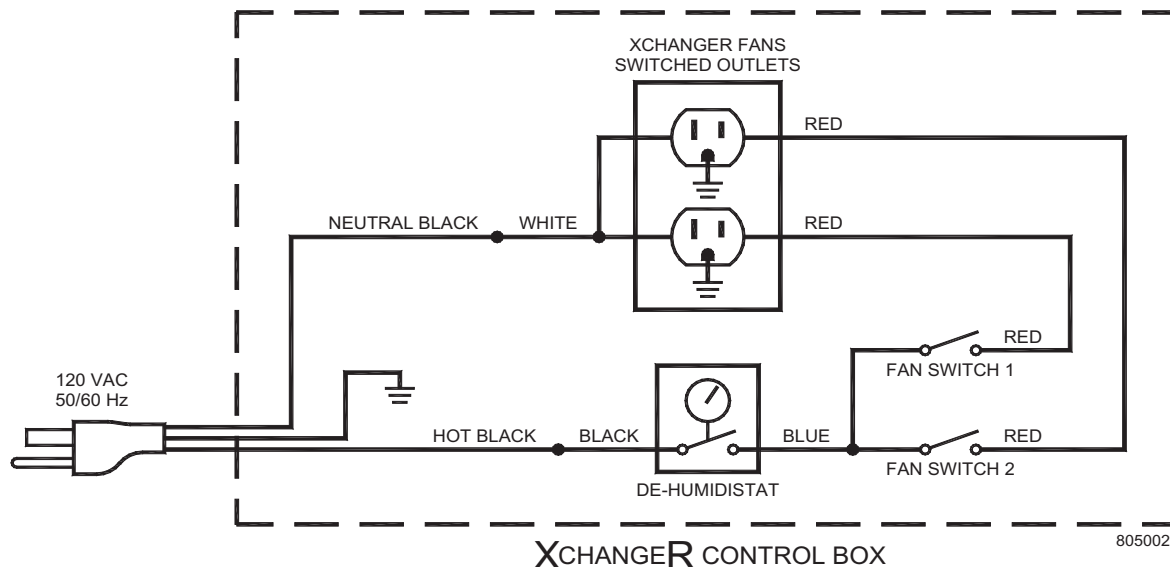 XCHANGER FANS
SWITCHED OUTLETS
RED
NEUTRAL BLACK
WHITE
RED
RED
FAN SWITCH 1
120 VAC
50/60 Hz
HOT BLACK
BLACK
BLUE
RED
FAN SWITCH 2
DE-HUMIDISTAT
XCHANGER CONTROL BOX
805002